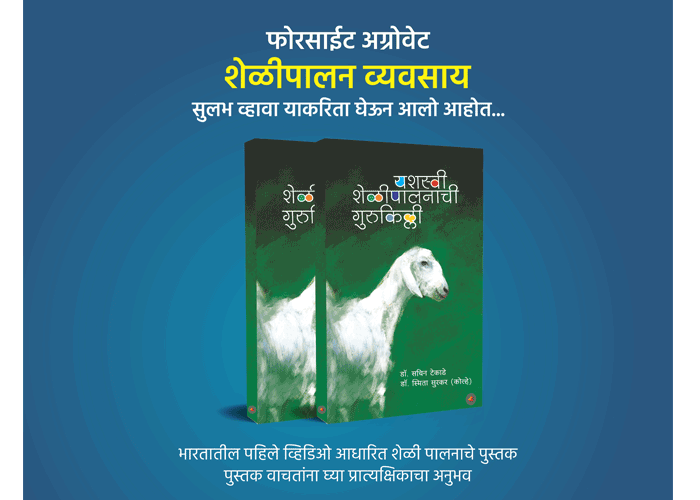 फोरसाईट अग्रोवेट
शेळीपालन व्यवसाय
सुलभ व्हावा याकरिता घेऊन आलो आहोत...
शेळी
गुरुि
यशस्वी
शेळीपालनाची
गुरुकिल्ली
डॉ. सचिन टेकाडे
डॉ. स्मिता सुरकर (कोल्हे)
भारतातील पहिले व्हिडिओ आधारित शेळी पालनाचे पुस्तक
पुस्तक वाचतांना घ्या प्रात्यक्षिकाचा अनुभव